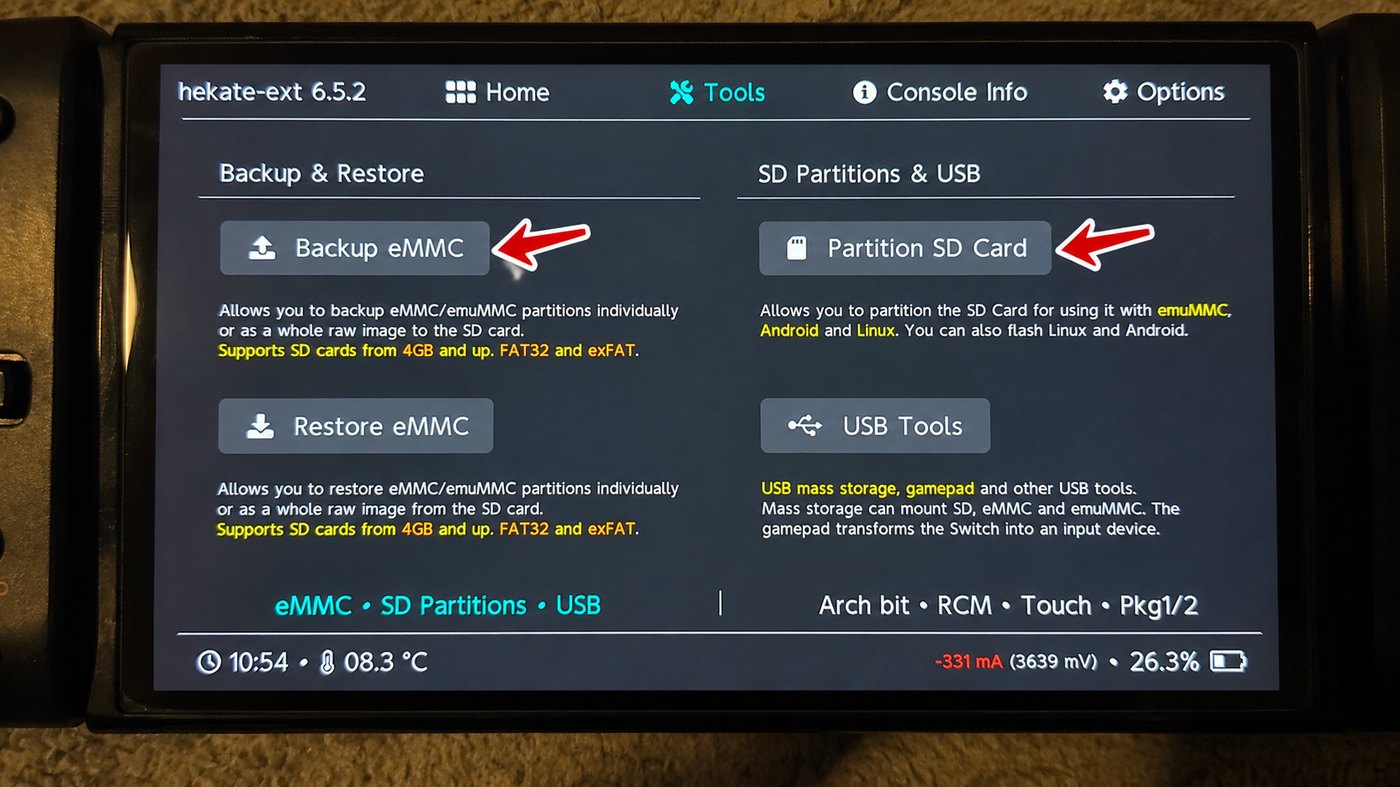 hekate-ext 6.5.2 Home Tools Console Info Options
Backup & Restore
Backup eMMC
Allows you to backup eMMC/emuMMC partitions individually
or as a whole raw image to the SD card.
Supports SD cards from 4GB and up. FAT32 and exFAT.
Restore eMMC
Allows you to restore eMMC/emuMMC partitions individually
or as a whole raw image from the SD card.
Supports SD cards from 4GB and up. FAT32 and exFAT.
SD Partitions & USB
Partition SD Card
Allows you to partition the SD Card for using it with emuMMC,
Android and Linux. You can also flash Linux and Android.
USB Tools
USB mass storage, gamepad and other USB tools.
Mass storage can mount SD, eMMC and emuMMC. The
gamepad transforms the Switch into an input device.
eMMC • SD Partitions • USB | Arch bit • RCM • Touch • Pkg1/2
10:54 • 08.3 °C -331 mA (3639 mV) • 26.3%